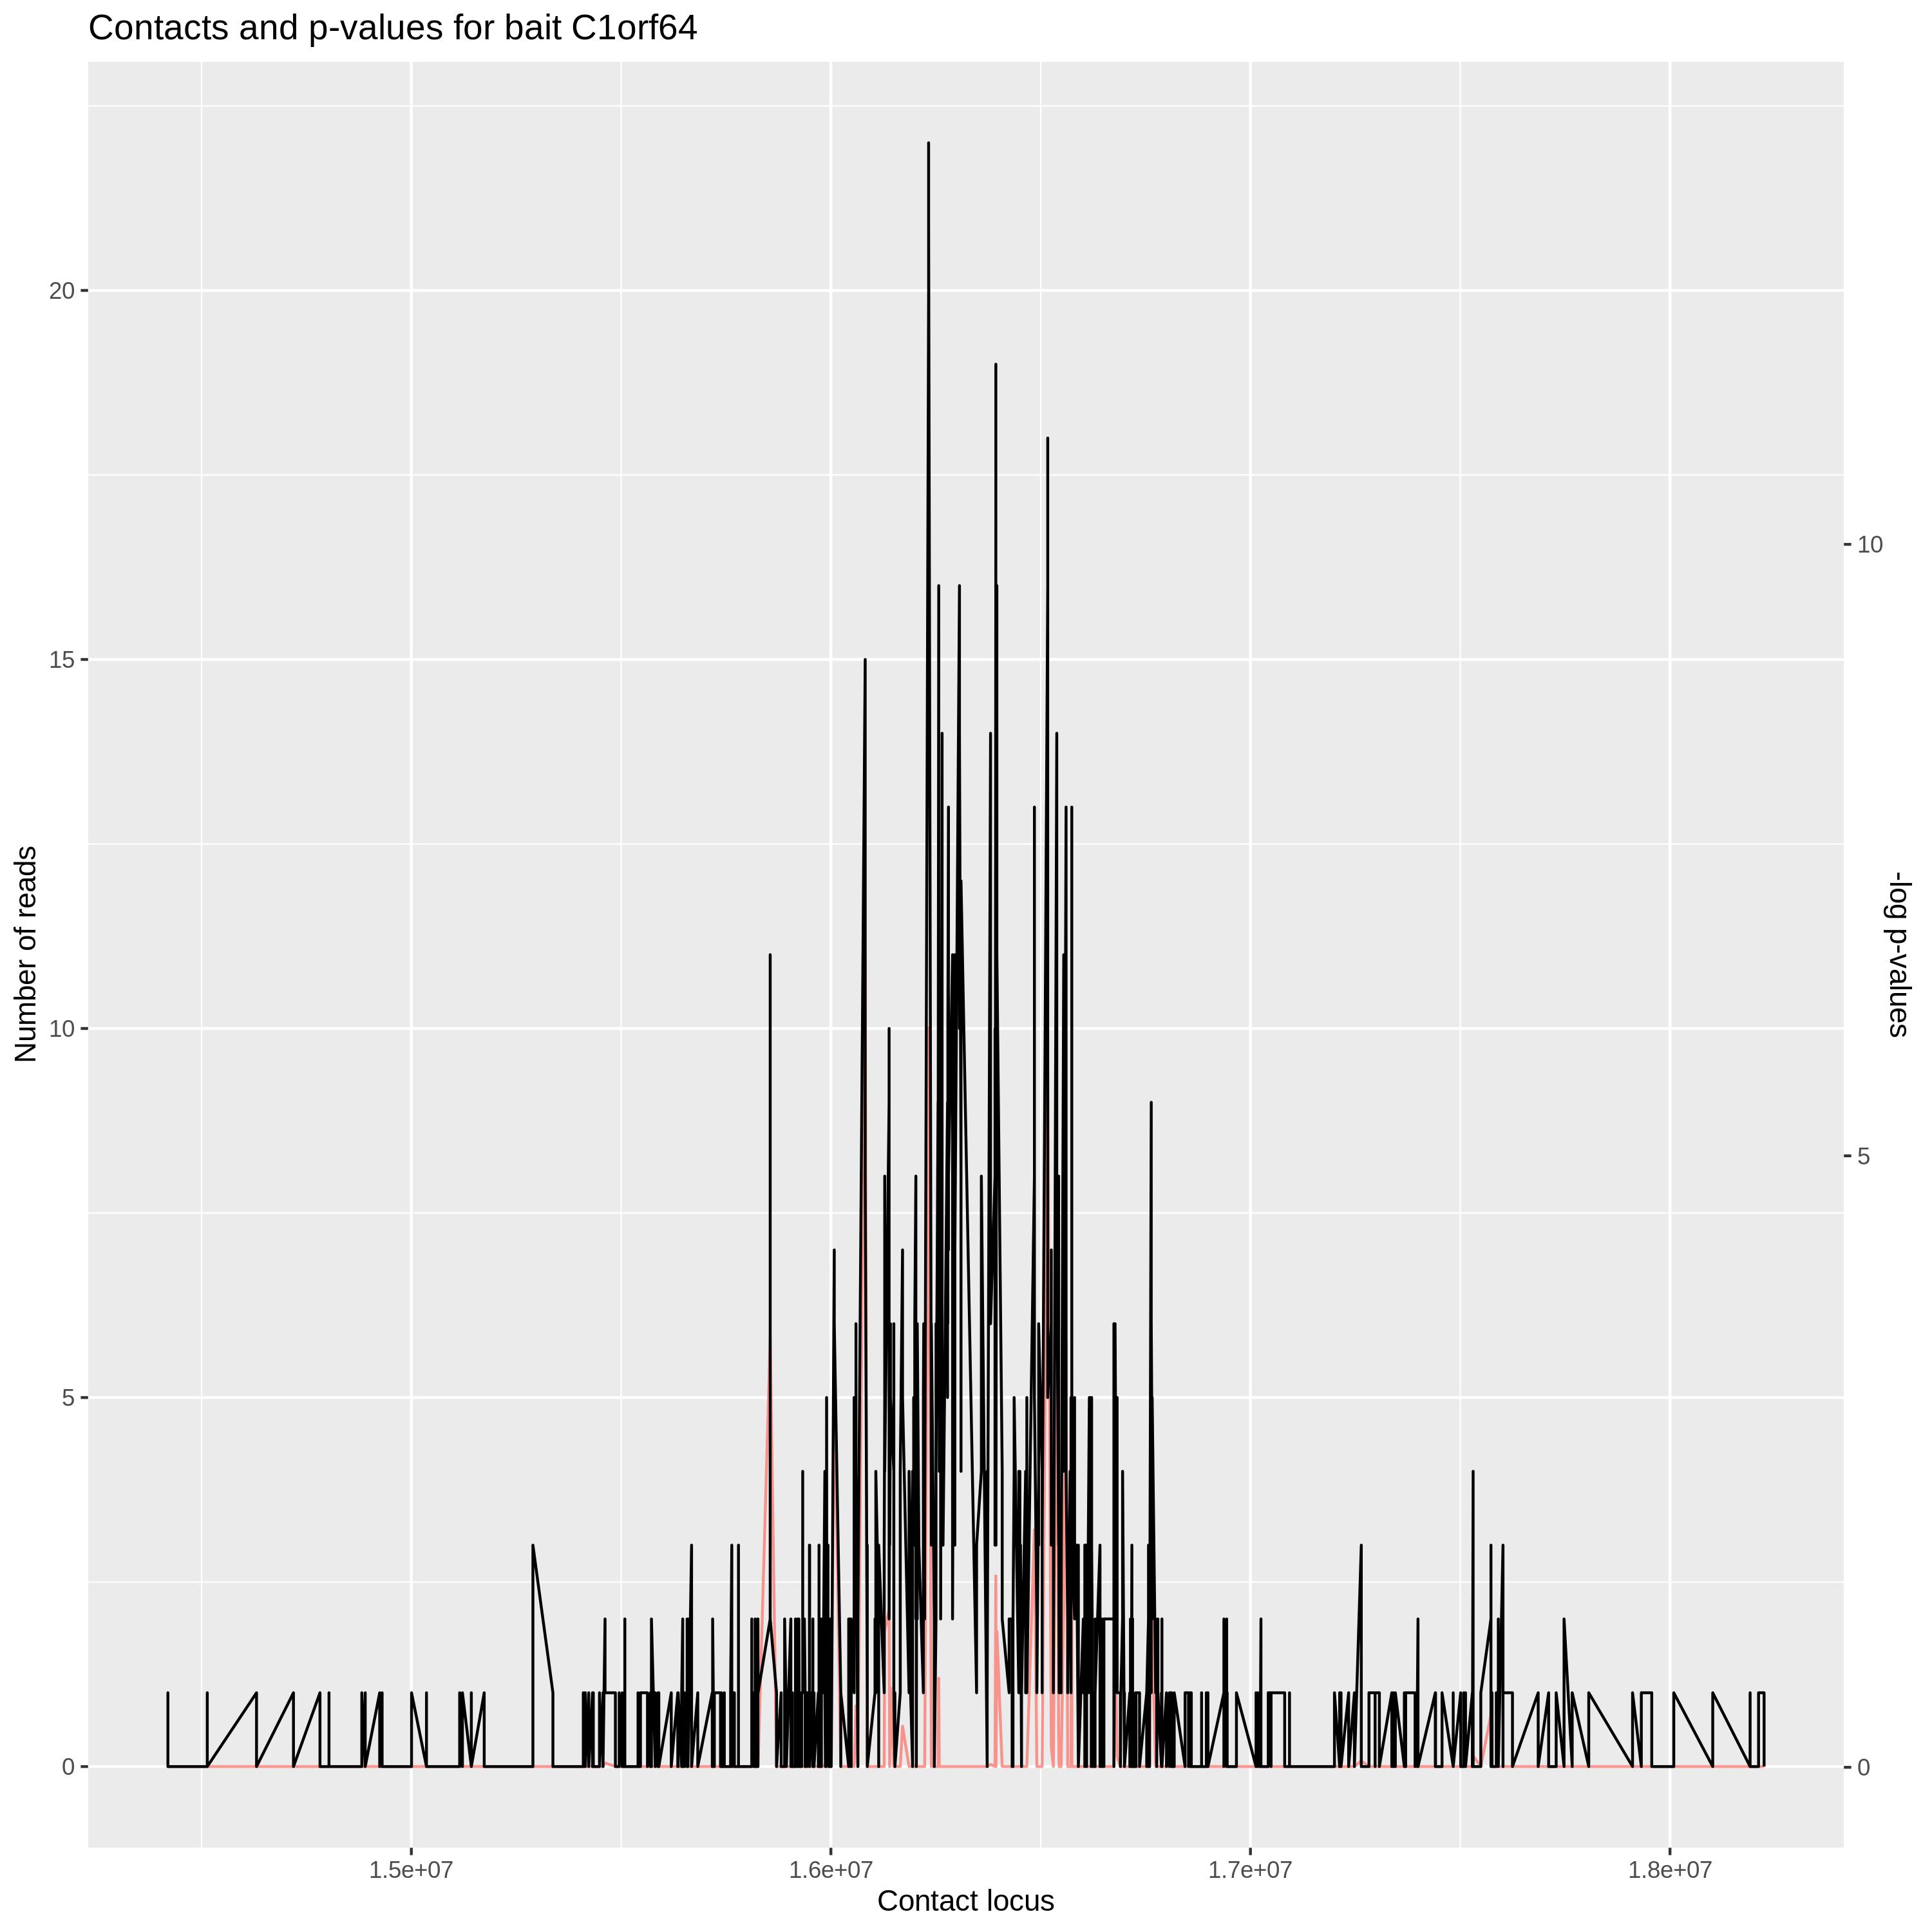 Contacts and p-values for bait C1orf64
20
15
10
5
0
Number of reads
10
5
0
-log p-values
1.5e+07
1.6e+07
1.7e+07
1.8e+07
Contact locus